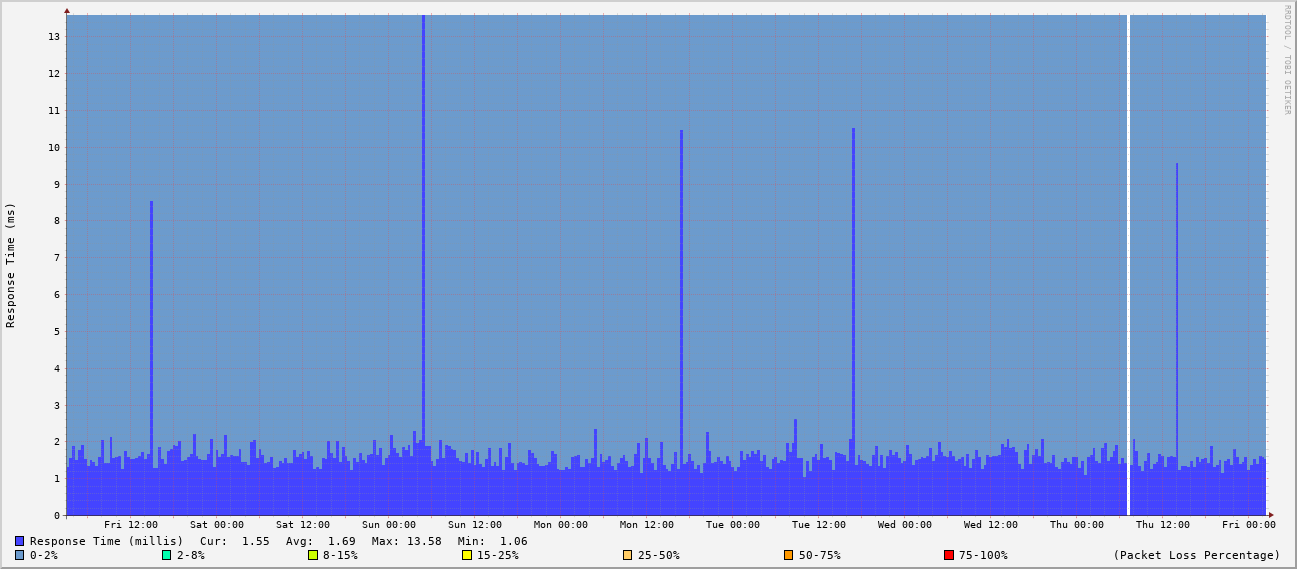 RRDTOOL / TOBI OETIKER
Response Time (ms)
13
12
11
10
9
8
7
6
5
4
3
2
1
0
Fri 12:00 Sat 00:00 Sat 12:00 Sun 00:00 Sun 12:00 Mon 00:00 Mon 12:00 Tue 00:00 Tue 12:00 Wed 00:00 Wed 12:00 Thu 00:00 Thu 12:00 Fri 00:00
Response Time (millis) Cur: 1.55 Avg: 1.69 Max: 13.58 Min: 1.06
0-2% 2-8% 8-15% 15-25% 25-50% 50-75% 75-100% (Packet Loss Percentage)